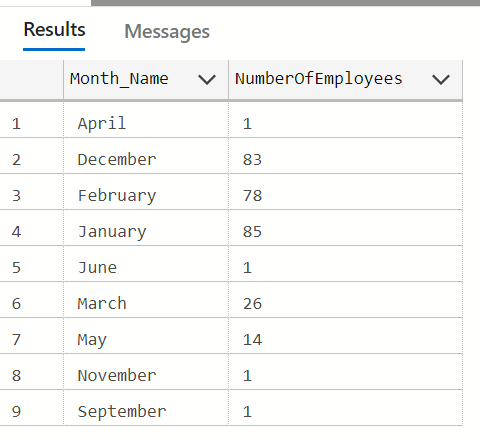 Results Messages
Month_Name NumberOfEmployees
1 April 1
2 December 83
3 February 78
4 January 85
5 June 1
6 March 26
7 May 14
8 November 1
9 September 1